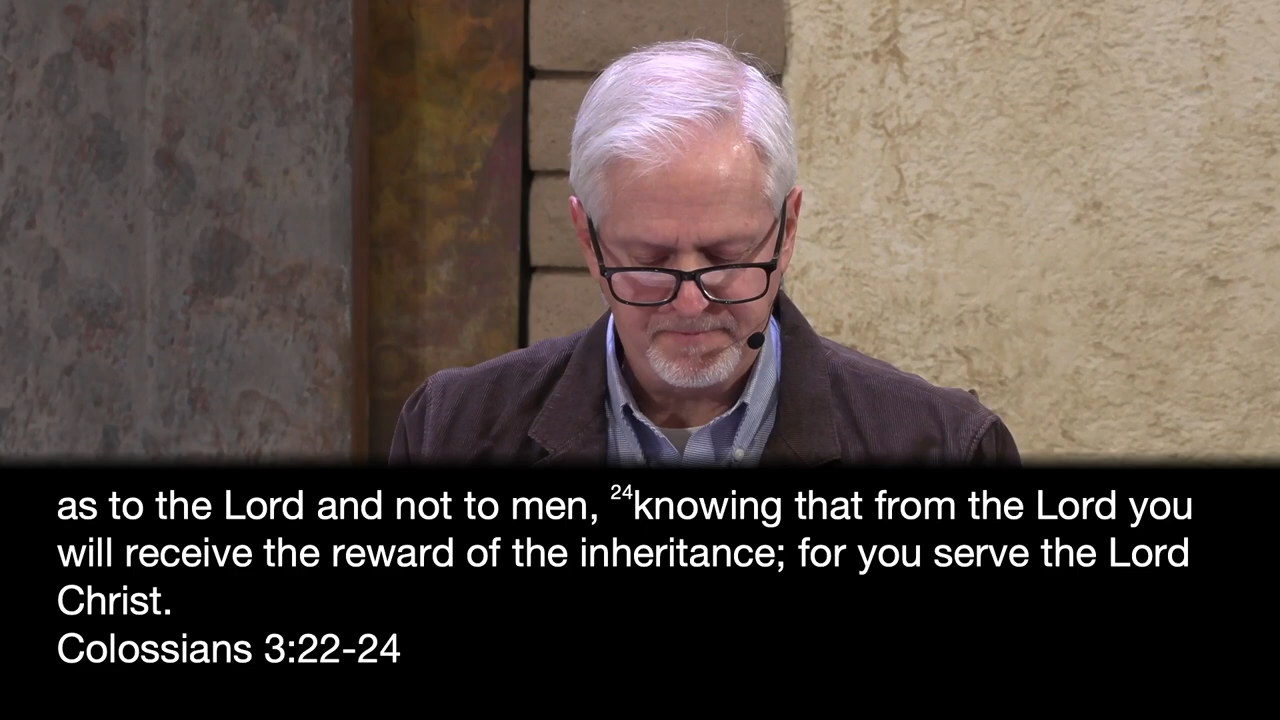 as to the Lord and not to men, 24knowing that from the Lord you
will receive the reward of the inheritance; for you serve the Lord
Christ.
Colossians 3:22-24